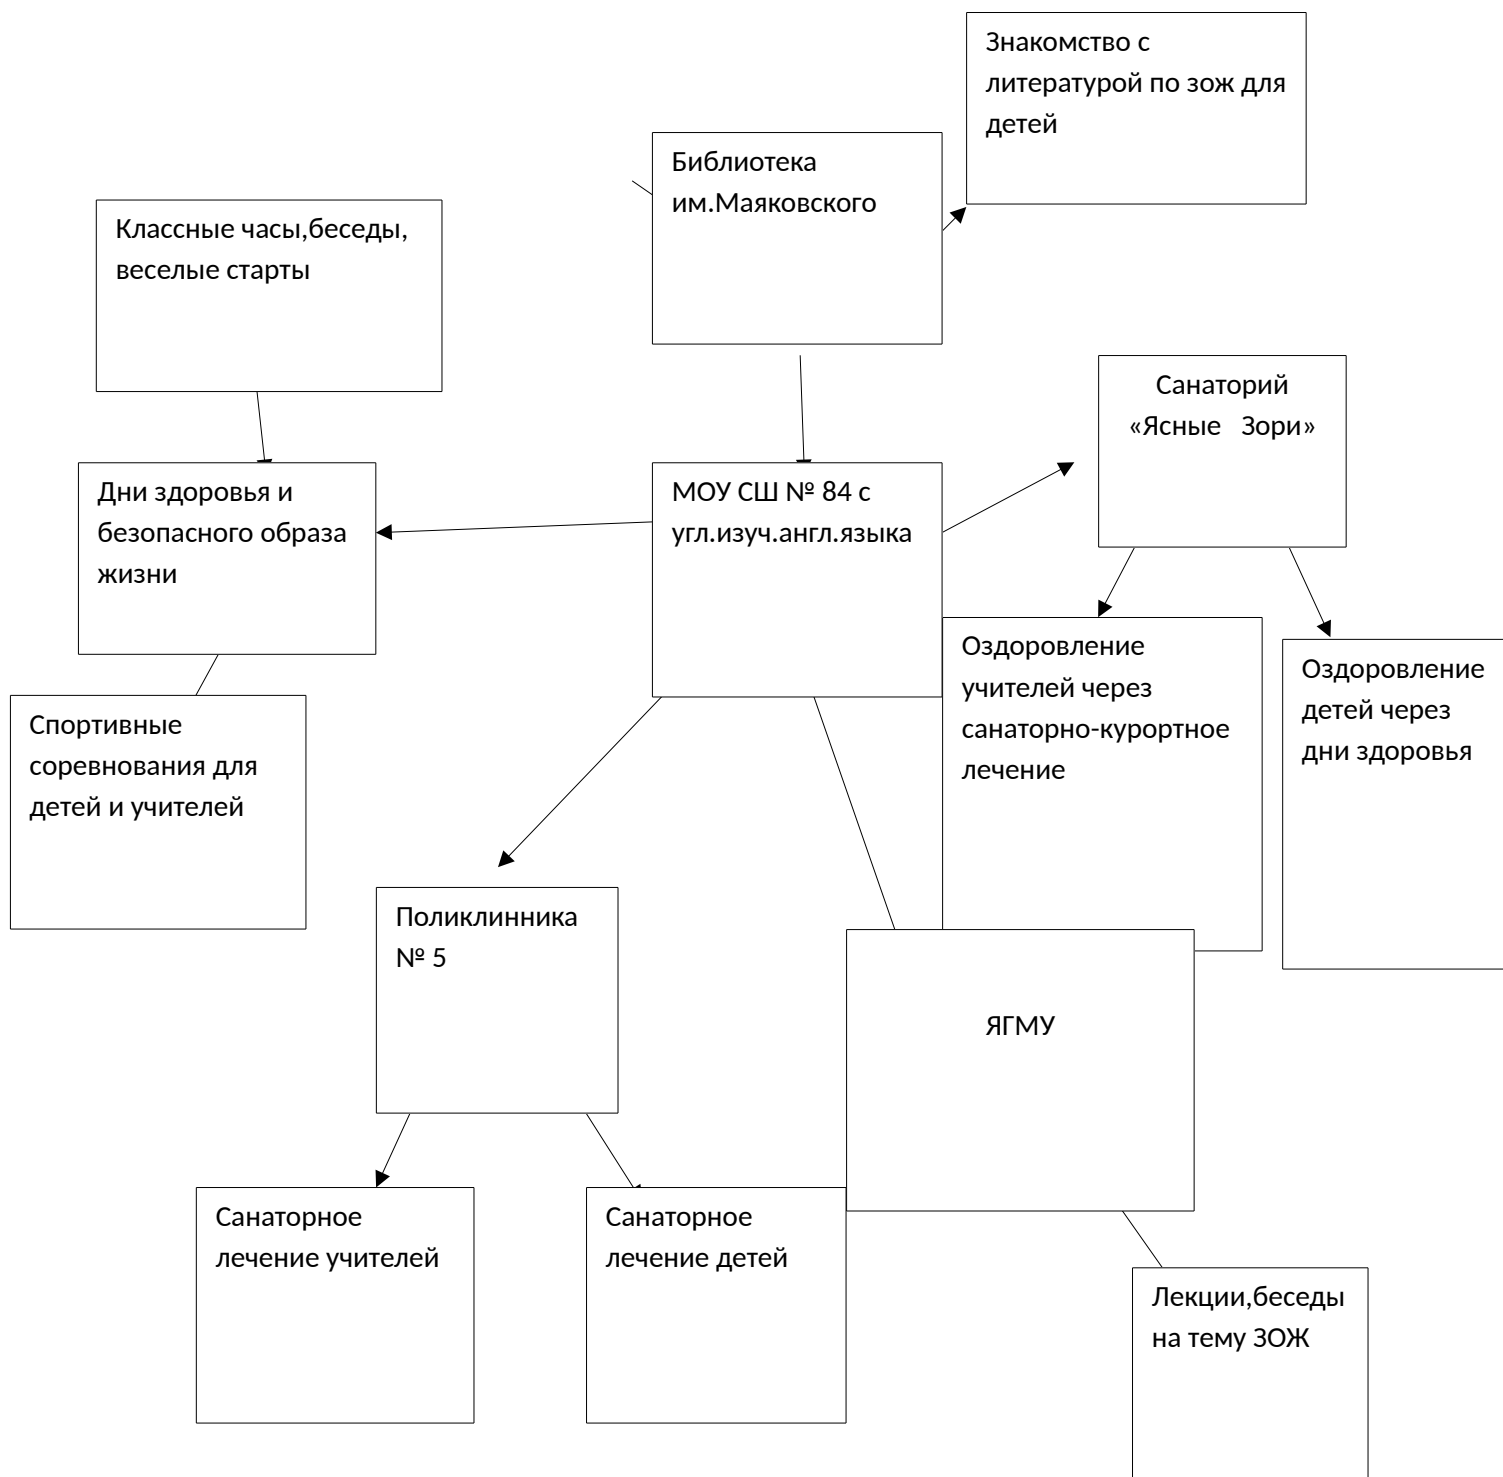 Знакомство с
литературой по зож для
детей
Библиотека
им.Маяковского
Классные часы,беседы,
веселые старты
Санаторий
«Ясные Зори»
Дни здоровья и
безопасного образа
жизни
МОУ СШ № 84 с
угл.изуч.англ.языка
Оздоровление
учителей через
санаторно-курортное
лечение
Оздоровление
детей через
дни здоровья
Спортивные
соревнования для
детей и учителей
Поликлинника
№ 5
ЯГМУ
Санаторное
лечение учителей
Санаторное
лечение детей
Лекции,беседы
на тему ЗОЖ